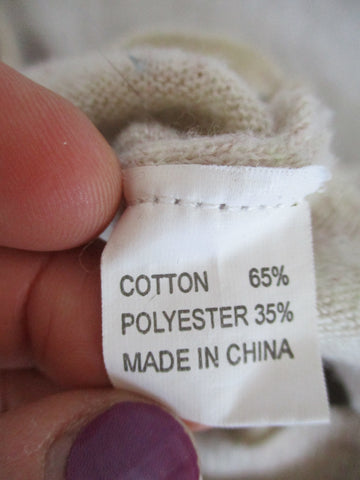 COTTON 65%
POLYESTER 35%
MADE IN CHINA